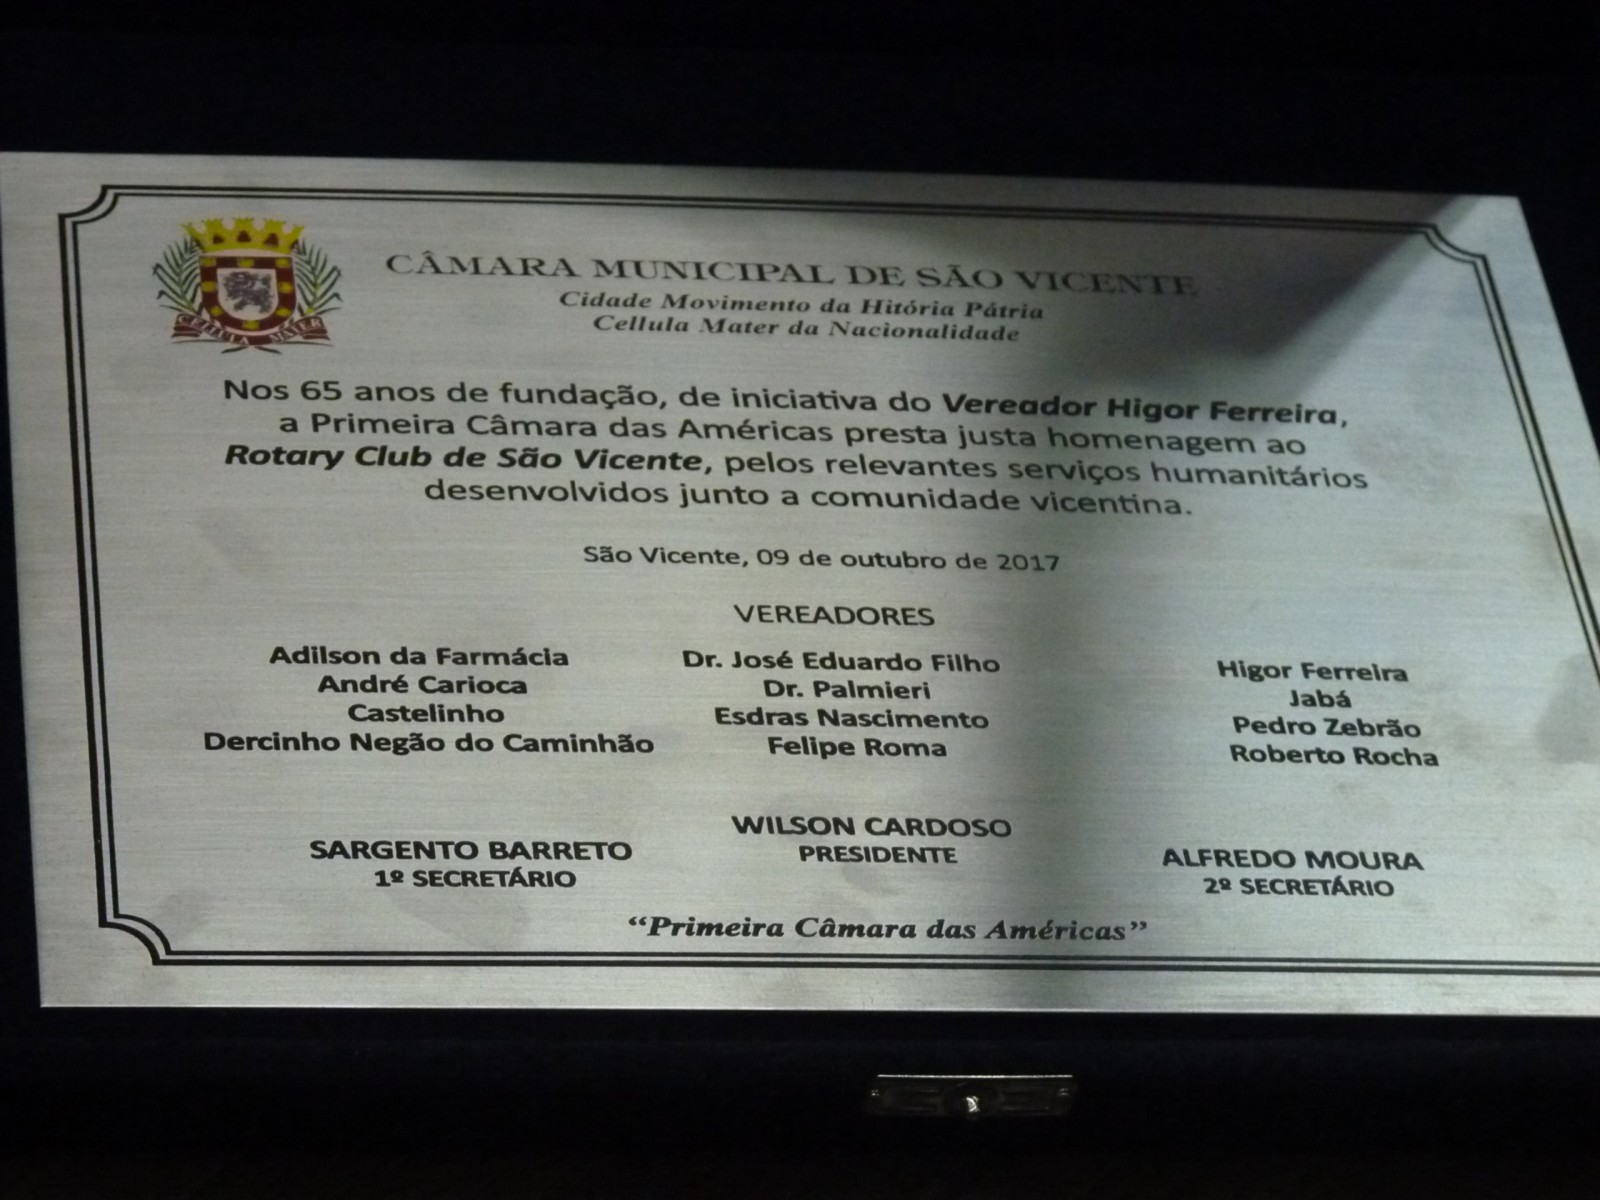 CELLULA MATER
CÂMARA MUNICIPAL DE SÃO VICENTE
Cidade Movimento da Hitória Pátria
Cellula Mater da Nacionalidade
Nos 65 anos de fundação, de iniciativa do Vereador Higor Ferreira,
a Primeira Câmara das Américas presta justa homenagem ao
Rotary Club de São Vicente, pelos relevantes serviços humanitários
desenvolvidos junto a comunidade vicentina.
São Vicente, 09 de outubro de 2017
VEREADORES
Adilson da Farmácia
André Carioca
Castelinho
Dercinho Negão do Caminhão
Dr. José Eduardo Filho
Dr. Palmieri
Esdras Nascimento
Felipe Roma
Higor Ferreira
Jabá
Pedro Zebrão
Roberto Rocha
SARGENTO BARRETO
1º SECRETÁRIO
WILSON CARDOSO
PRESIDENTE
ALFREDO MOURA
2º SECRETÁRIO
“Primeira Câmara das Américas”